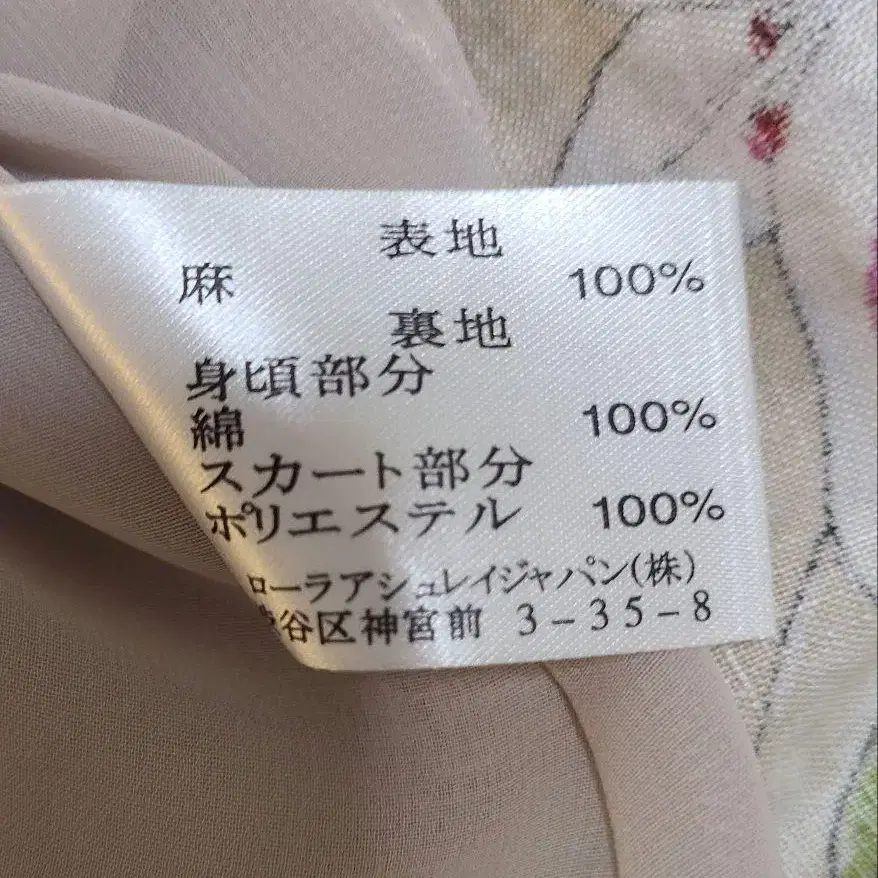 表地
麻 100%
裏地
身頃部分
綿 100%
スカート部分
ポリエステル 100%
ローラアシュレイジャパン(株)
谷区神宮前 3-35-8